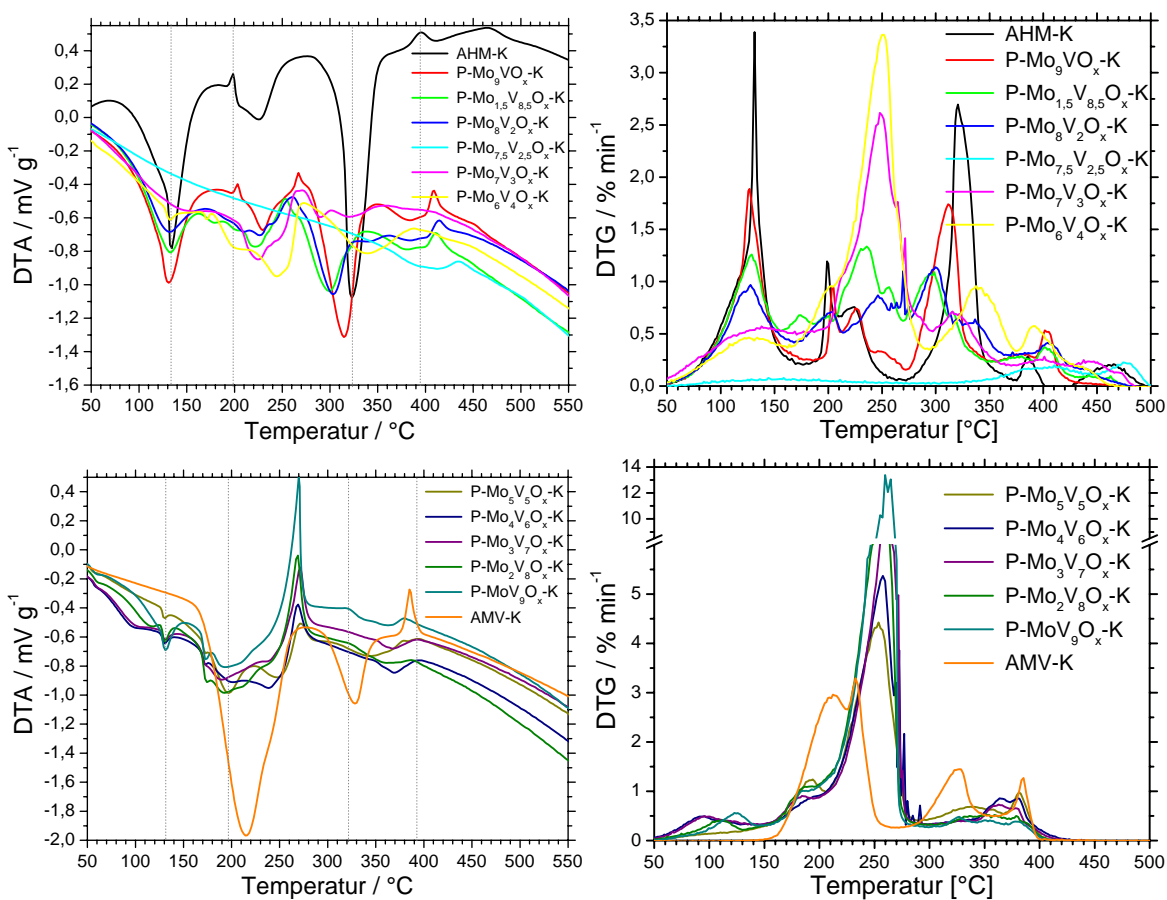 0,4
0,2
0,0
-0,2
-0,4
-0,6
-0,8
-1,0
-1,2
-1,4
-1,6
DTA / mV g-1
50 100 150 200 250 300 350 400 450 500 550
Temperatur / °C
AHM-K
P-Mo9VOx-K
P-Mo1,5V8,5Ox-K
P-Mo8V2Ox-K
P-Mo7,5V2,5Ox-K
P-Mo7V3Ox-K
P-Mo6V4Ox-K
3,5
3,0
2,5
2,0
1,5
1,0
0,5
0,0
DTG / % min-1
50 100 150 200 250 300 350 400 450 500
Temperatur [°C]
AHM-K
P-Mo9VOx-K
P-Mo1,5V8,5Ox-K
P-Mo8V2Ox-K
P-Mo7,5V2,5Ox-K
P-Mo7V3Ox-K
P-Mo6V4Ox-K
0,4
0,2
0,0
-0,2
-0,4
-0,6
-0,8
-1,0
-1,2
-1,4
-1,6
-1,8
-2,0
DTA / mV g-1
50 100 150 200 250 300 350 400 450 500 550
Temperatur / °C
P-Mo5V5Ox-K
P-Mo4V6Ox-K
P-Mo3V7Ox-K
P-Mo2V8Ox-K
P-MoV9Ox-K
AMV-K
14
13
12
5
4
3
2
1
0
DTG / % min-1
50 100 150 200 250 300 350 400 450 500
Temperatur [°C]
P-Mo5V5Ox-K
P-Mo4V6Ox-K
P-Mo3V7Ox-K
P-Mo2V8Ox-K
P-MoV9Ox-K
AMV-K